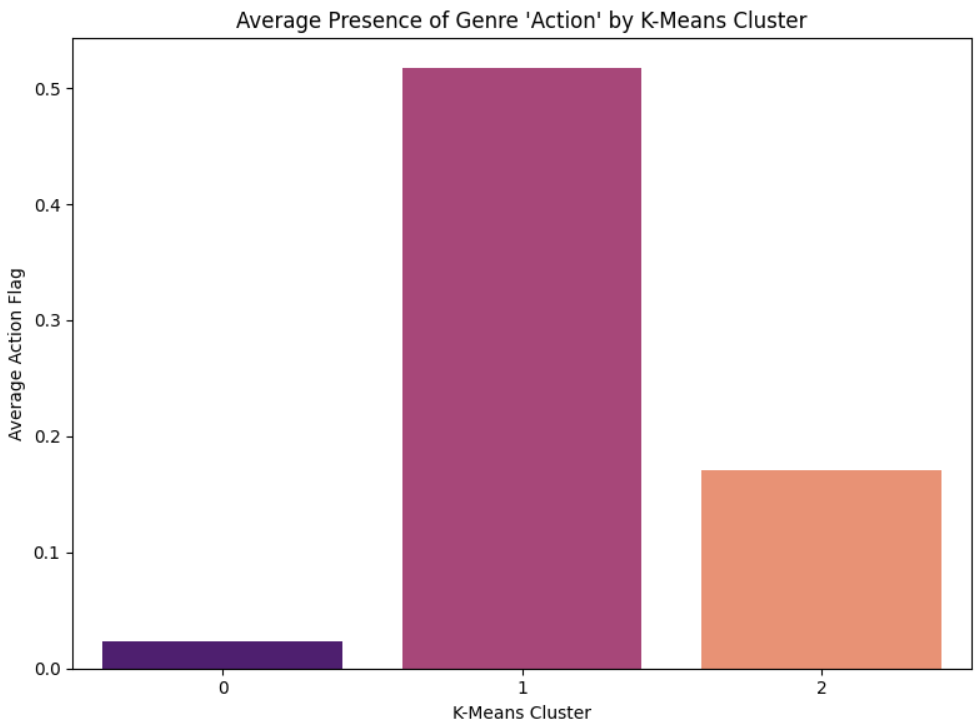 Average Presence of Genre 'Action' by K-Means Cluster
0.5
0.4
0.3
0.2
0.1
0.0
Average Action Flag
0 1 2
K-Means Cluster